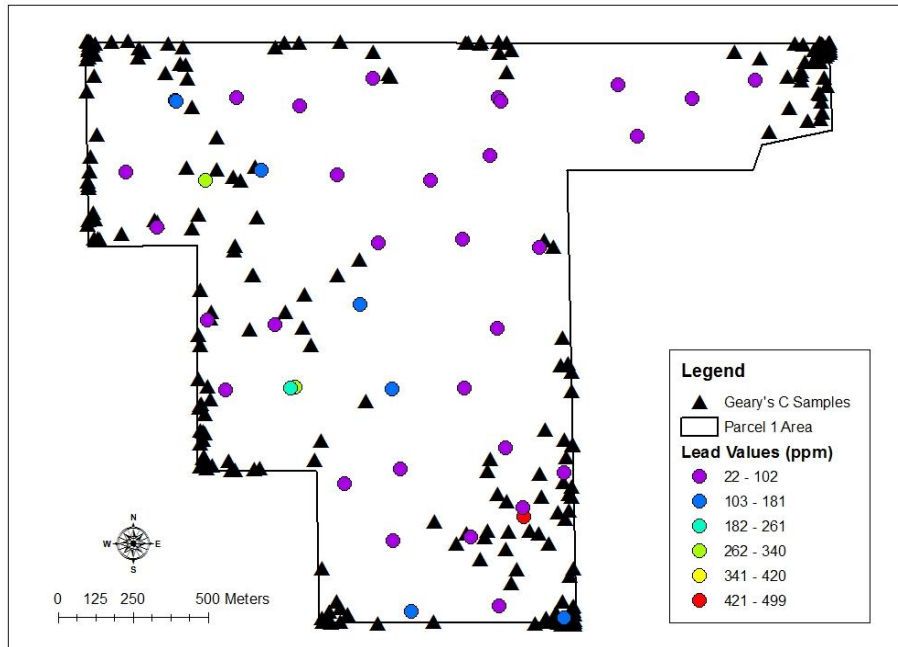 N
W E
S
0 125 250 500 Meters
Legend
Geary's C Samples
Parcel 1 Area
Lead Values (ppm)
22 - 102
103 - 181
182 - 261
262 - 340
341 - 420
421 - 499